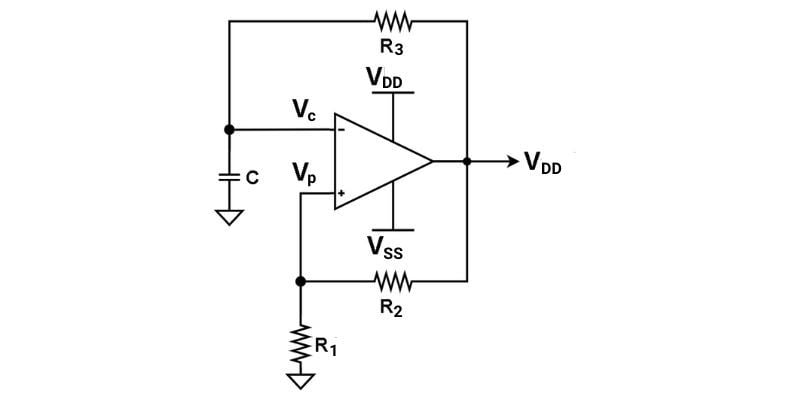 R3
VDD
Vc
-
C
Vp
+
VDD
VSS
R2
R1